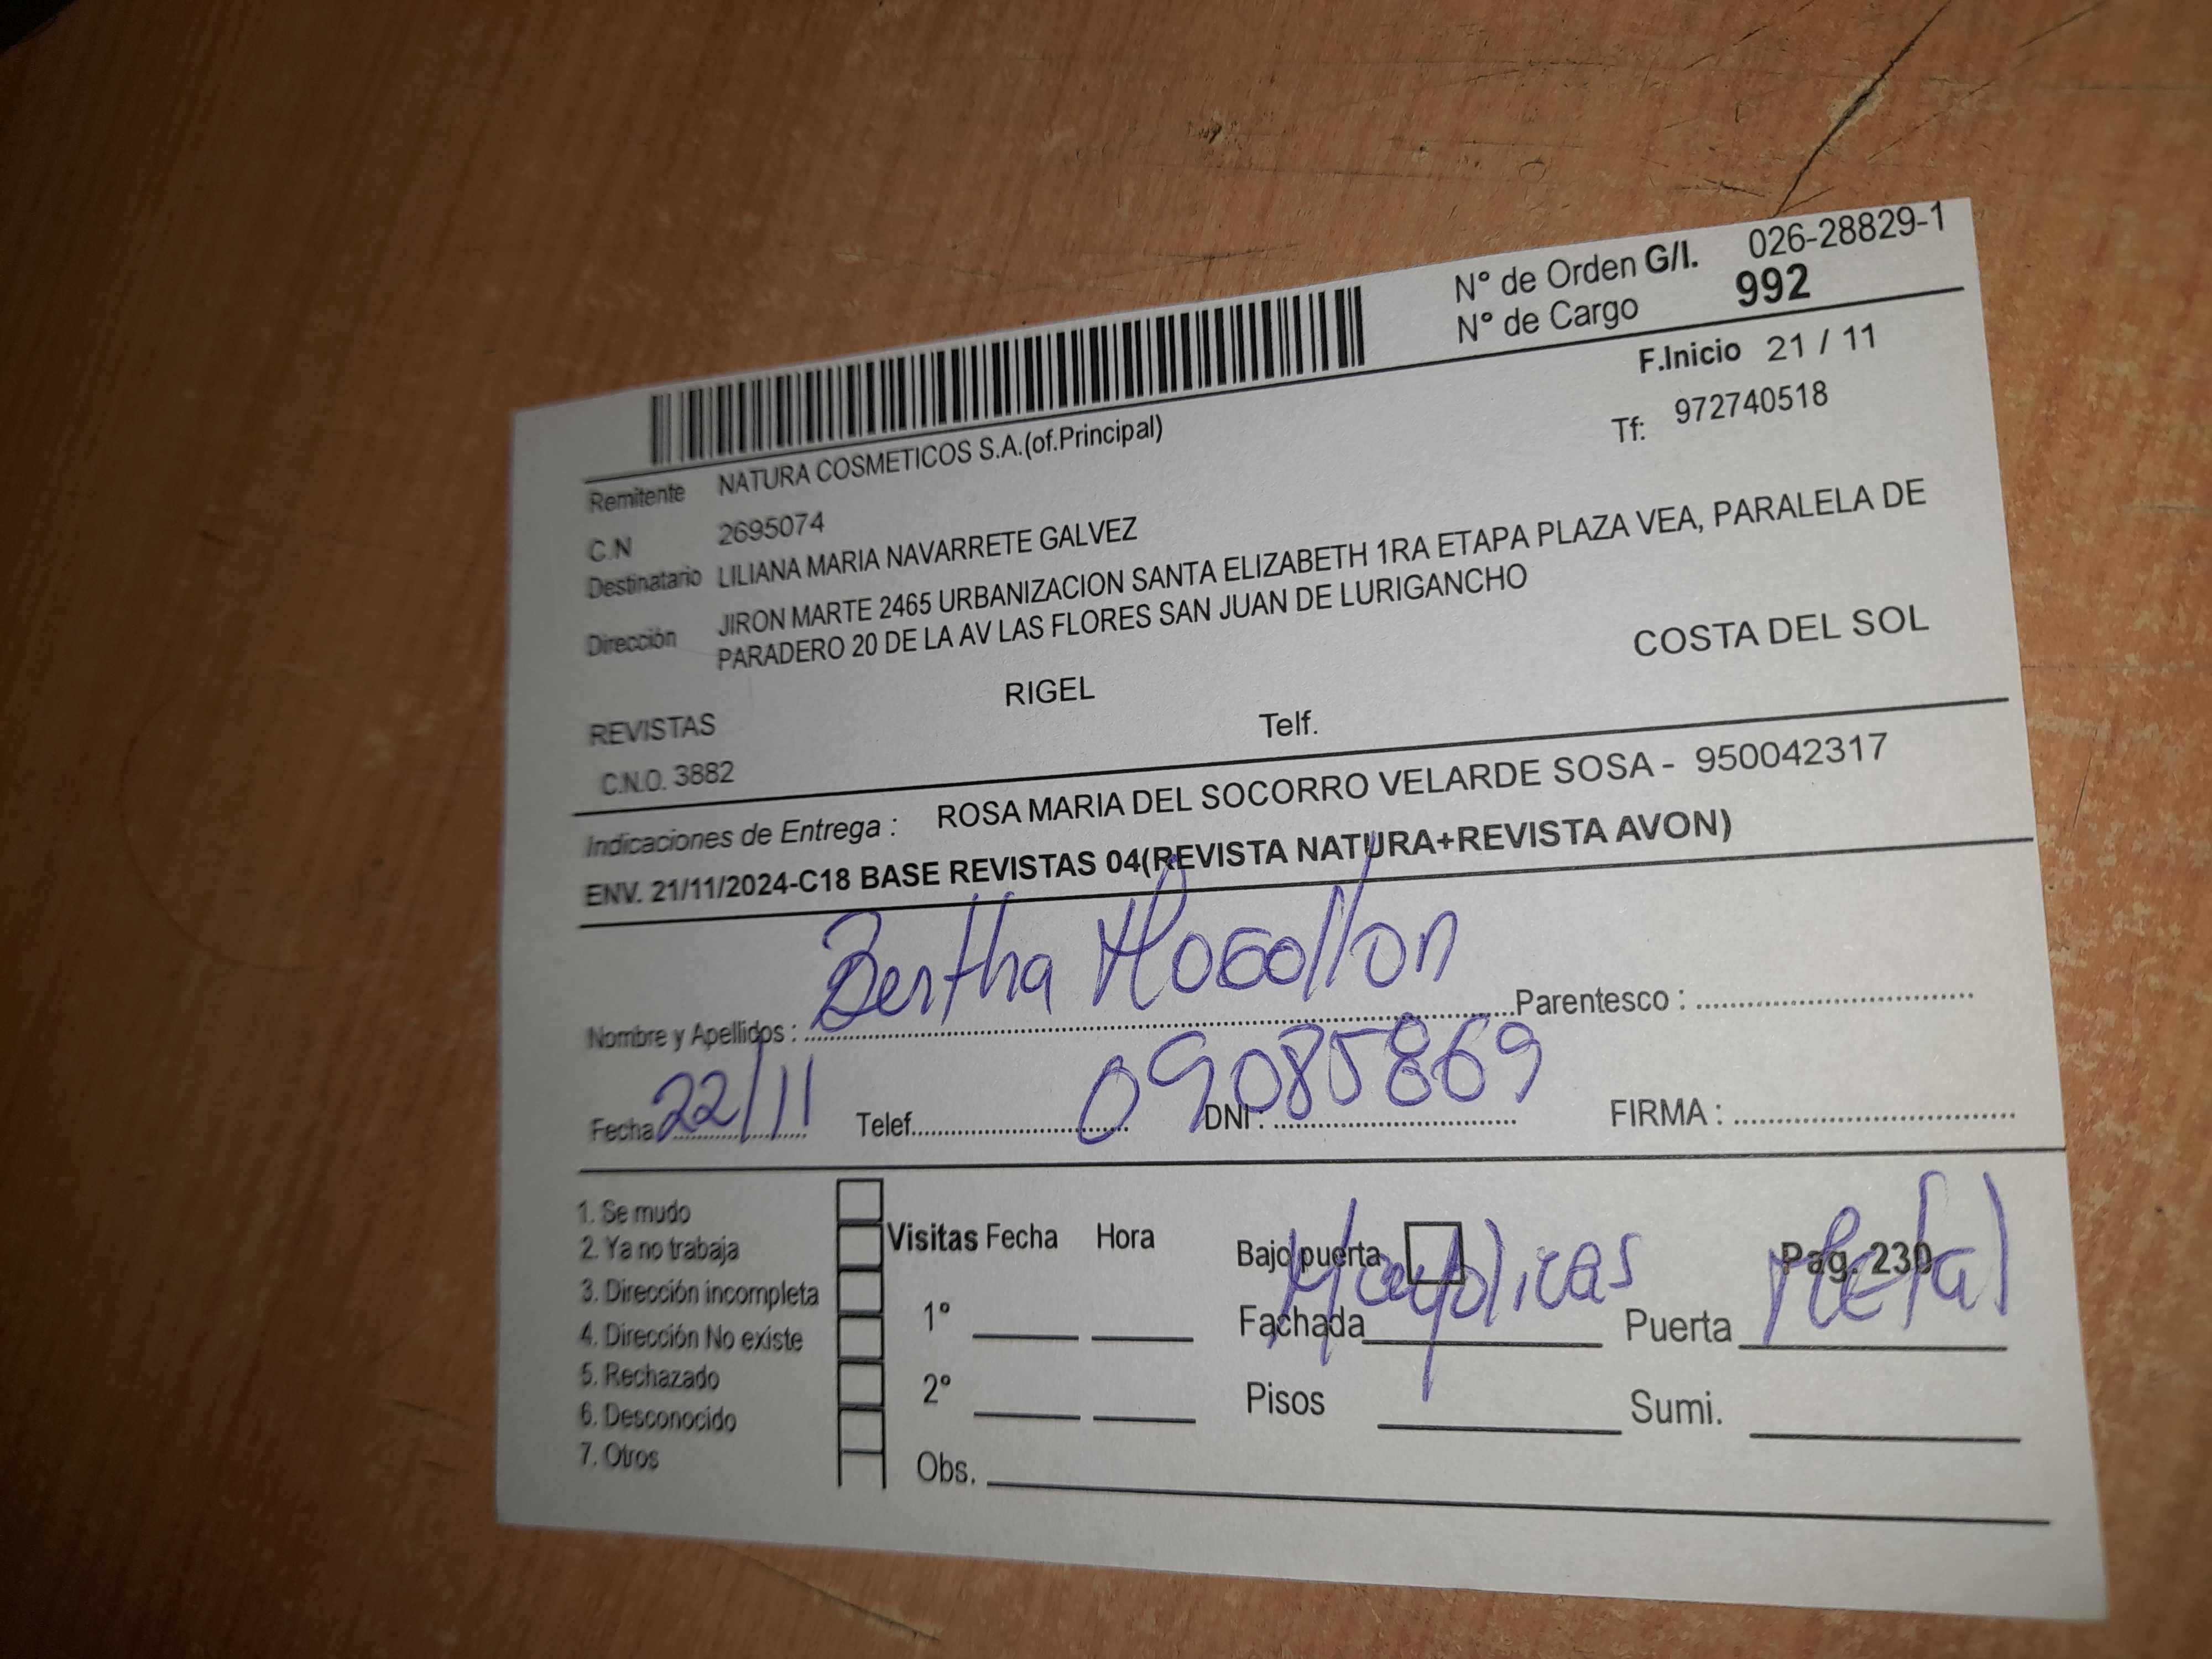 N° de Orden G/I. 026-28829-1
N° de Cargo 992
F.Inicio 21 / 11
Remitente NATURA COSMETICOS S.A.(of.Principal)
Tf: 972740518
C.N 2695074
Destinatario LILIANA MARIA NAVARRETE GALVEZ
Dirección JIRON MARTE 2465 URBANIZACION SANTA ELIZABETH 1RA ETAPA PLAZA VEA, PARALELA DE
PARADERO 20 DE LA AV LAS FLORES SAN JUAN DE LURIGANCHO
REVISTAS RIGEL COSTA DEL SOL
C.N.O. 3882 Telf.
Indicaciones de Entrega : ROSA MARIA DEL SOCORRO VELARDE SOSA - 950042317
ENV. 21/11/2024-C18 BASE REVISTAS 04(REVISTA NATURA+REVISTA AVON)
Nombre y Apellidos : Bertha Mogollon Parentesco :
Fecha 22/11 Telef. DNI : 09085869 FIRMA :
1. Se mudo
2. Ya no trabaja
3. Dirección incompleta
4. Dirección No existe
5. Rechazado
6. Desconocido
7. Otros
Visitas Fecha Hora
1°
2°
Obs.
Bajo puerta Pag. 230
Fachada Mayolicas Puerta Metal
Pisos Sumi.